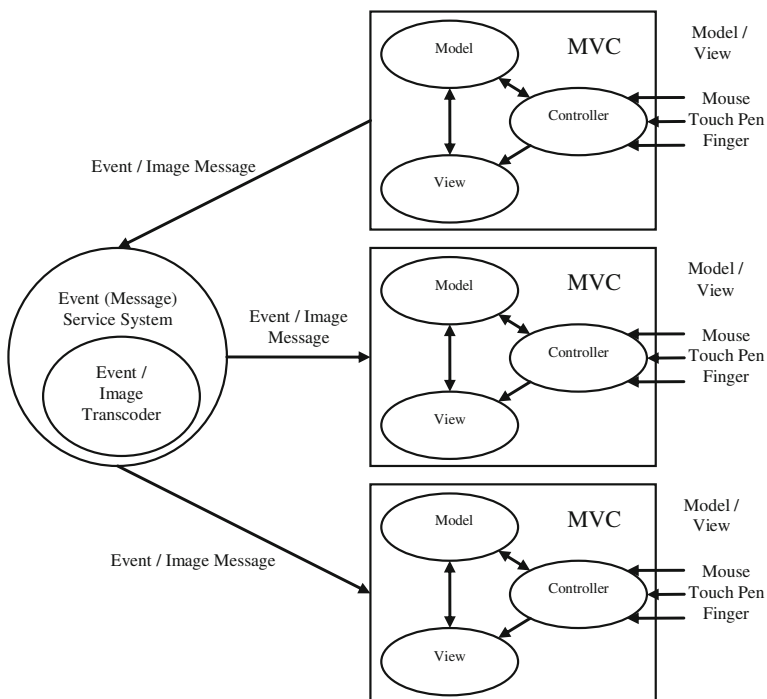 Model
MVC
Controller
View
Model /
View
Mouse
Touch Pen
Finger
Event / Image Message
Event (Message)
Service System
Event /
Image
Transcoder
Event / Image
Message
Model
MVC
Controller
View
Model /
View
Mouse
Touch Pen
Finger
Event / Image Message
Model
MVC
Controller
View
Model /
View
Mouse
Touch Pen
Finger